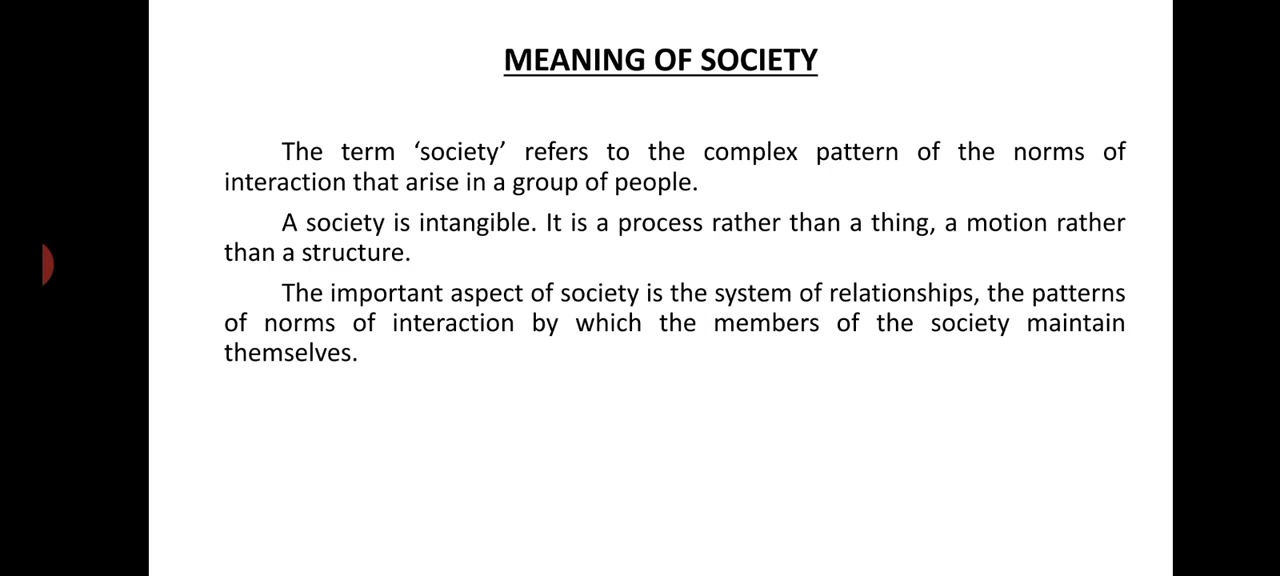 MEANING OF SOCIETY
The term ‘society’ refers to the complex pattern of the norms of
interaction that arise in a group of people.
A society is intangible. It is a process rather than a thing, a motion rather
than a structure.
The important aspect of society is the system of relationships, the patterns
of norms of interaction by which the members of the society maintain
themselves.